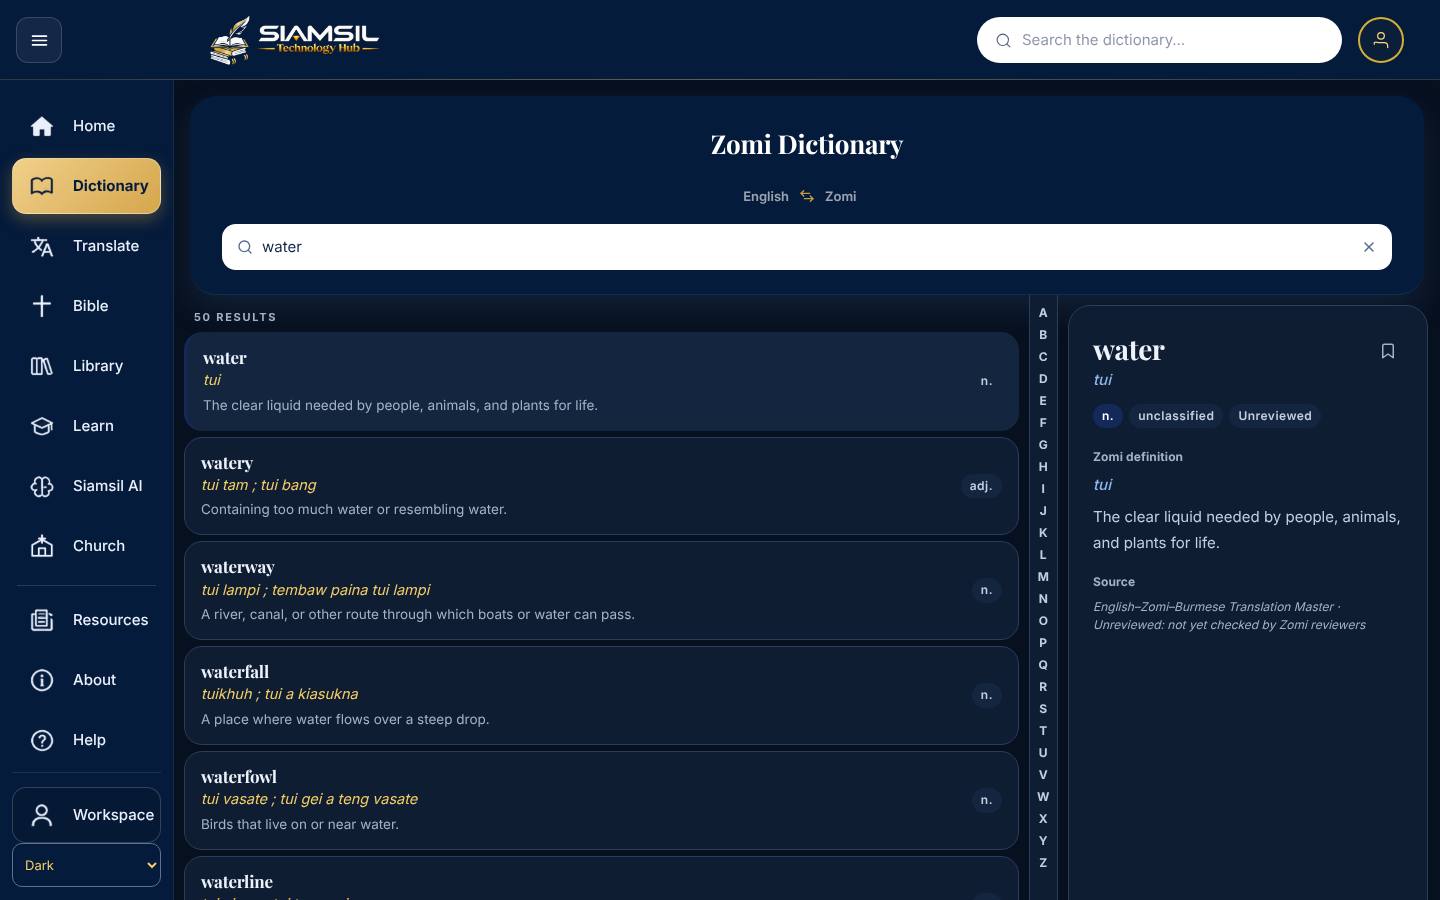 SIAMSIL
Technology Hub
Search the dictionary...
Home
Dictionary
Translate
Bible
Library
Learn
Siamsil AI
Church
Resources
About
Help
Workspace
Dark
Zomi Dictionary
English Zomi
water
50 RESULTS
water
tui
n.
The clear liquid needed by people, animals, and plants for life.
watery
tui tam ; tui bang
adj.
Containing too much water or resembling water.
waterway
tui lampi ; tembaw paina tui lampi
n.
A river, canal, or other route through which boats or water can pass.
waterfall
tuikhuh ; tui a kiasukna
n.
A place where water flows over a steep drop.
waterfowl
tui vasate ; tui gei a teng vasate
n.
Birds that live on or near water.
waterline
A
B
C
D
E
F
G
H
I
J
K
L
M
N
O
P
Q
R
S
T
U
V
W
X
Y
Z
water
tui
n. unclassified Unreviewed
Zomi definition
tui
The clear liquid needed by people, animals,
and plants for life.
Source
English–Zomi–Burmese Translation Master ·
Unreviewed: not yet checked by Zomi reviewers